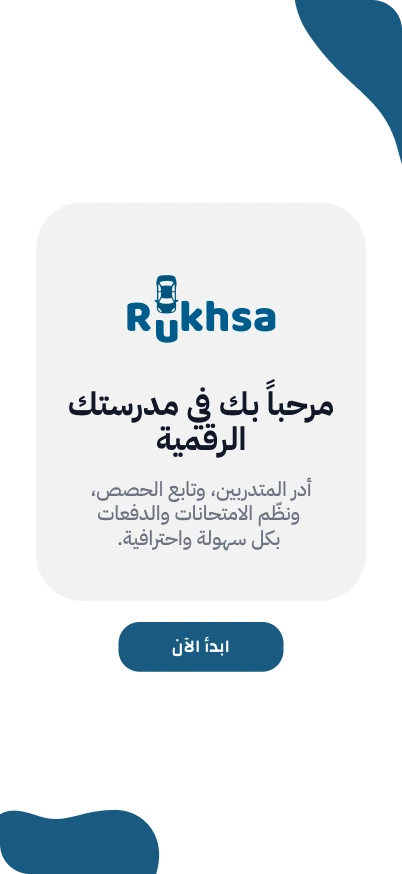 Rukhsa
مرحباً بك في مدرستك
الرقمية
أدر المتدربين، وتابع الحصص،
ونظّم الامتحانات والدفعات
بكل سهولة واحترافية.
ابدأ الآن